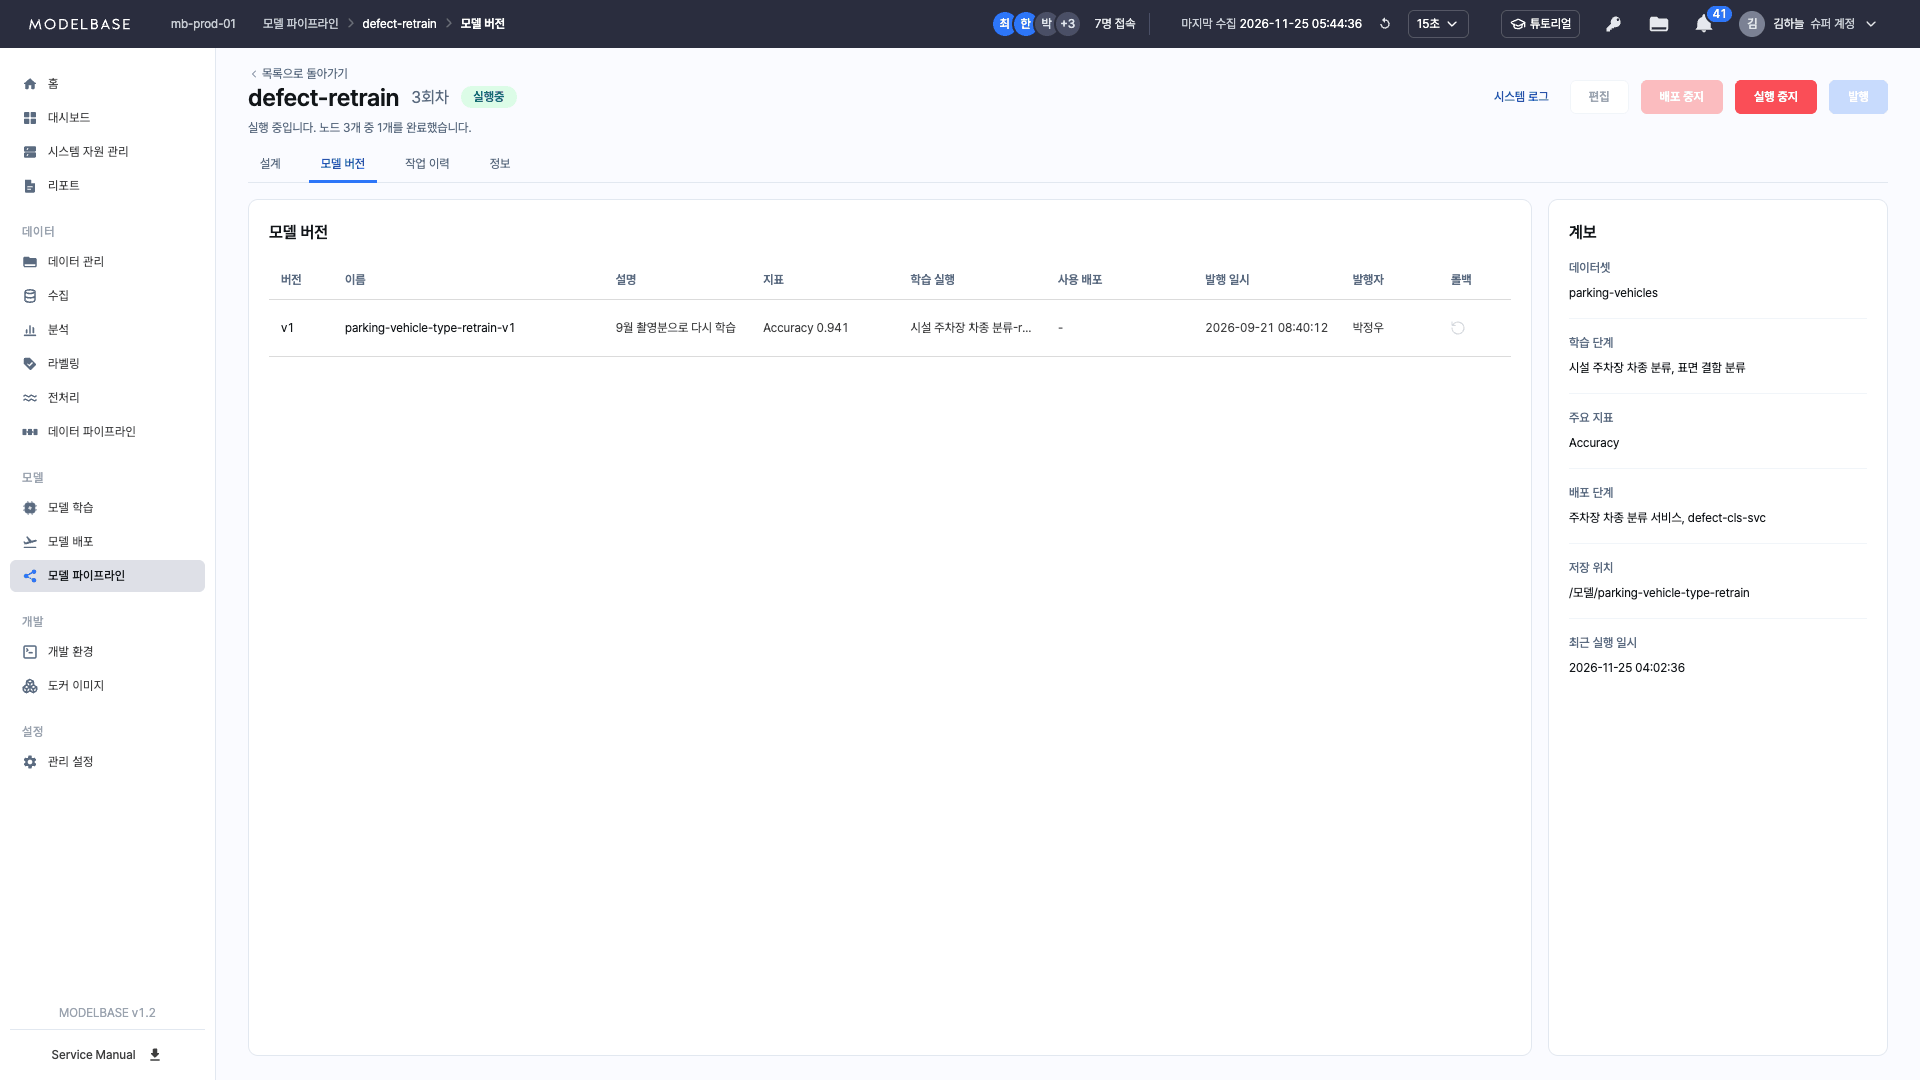 MODELBASE
mb-prod-01
모델 파이프라인 > defect-retrain > 모델 버전
최 한 박 +3 7명 접속
마지막 수집 2026-11-25 05:44:36
15초
튜토리얼
41
김 김하늘 슈퍼 계정
홈
대시보드
시스템 자원 관리
리포트
데이터
데이터 관리
수집
분석
라벨링
전처리
데이터 파이프라인
모델
모델 학습
모델 배포
모델 파이프라인
개발
개발 환경
도커 이미지
설정
관리 설정
MODELBASE v1.2
Service Manual
목록으로 돌아가기
defect-retrain 3회차 실행중
실행 중입니다. 노드 3개 중 1개를 완료했습니다.
시스템 로그 편집 배포 중지 실행 중지 발행
설계 모델 버전 작업 이력 정보
모델 버전
버전 이름 설명 지표 학습 실행 사용 배포 발행 일시 발행자 롤백
v1 parking-vehicle-type-retrain-v1 9월 촬영분으로 다시 학습 Accuracy 0.941 시설 주차장 차종 분류-r... - 2026-09-21 08:40:12 박정우
계보
데이터셋
parking-vehicles
학습 단계
시설 주차장 차종 분류, 표면 결함 분류
주요 지표
Accuracy
배포 단계
주차장 차종 분류 서비스, defect-cls-svc
저장 위치
/모델/parking-vehicle-type-retrain
최근 실행 일시
2026-11-25 04:02:36